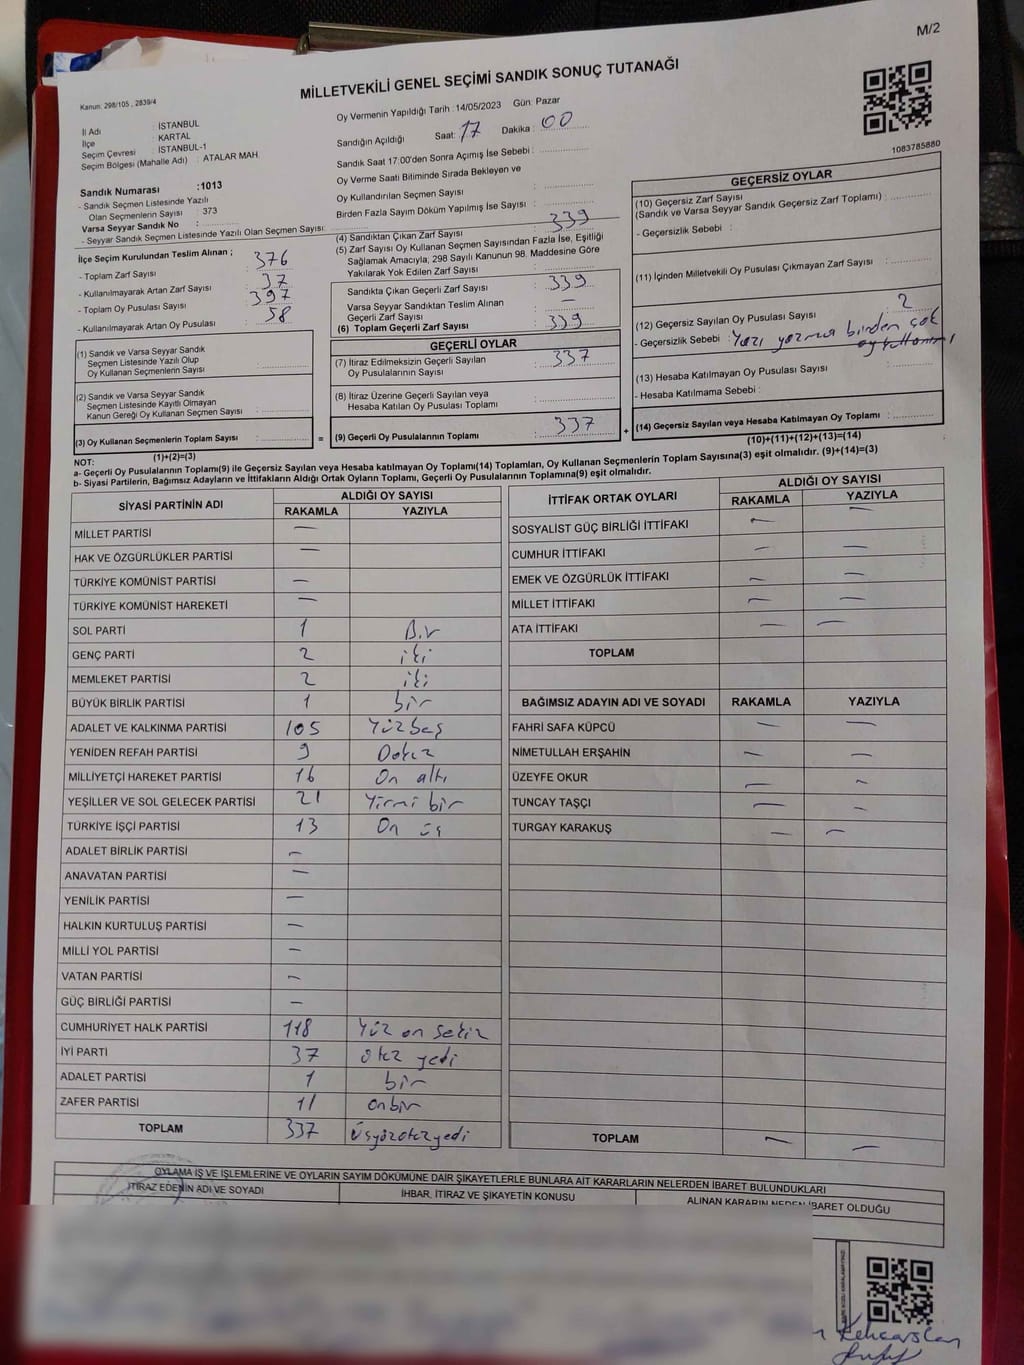 M/2
MİLLETVEKİLİ GENEL SEÇİMİ SANDIK SONUÇ TUTANAĞI
Kanun: 298/105 , 2839/4
İl Adı : İSTANBUL
İlçe : KARTAL
Seçim Çevresi : İSTANBUL-1
Seçim Bölgesi (Mahalle Adı) : ATALAR MAH.
Sandık Numarası : 1013
- Sandık Seçmen Listesinde Yazılı
Olan Seçmenlerin Sayısı : 373
Varsa Seyyar Sandık No :
- Seyyar Sandık Seçmen Listesinde Yazılı Olan Seçmen Sayısı:
İlçe Seçim Kurulundan Teslim Alınan ;
- Toplam Zarf Sayısı : 376
- Kullanılmayarak Artan Zarf Sayısı : 37
- Toplam Oy Pusulası Sayısı : 397
- Kullanılmayarak Artan Oy Pusulası : 58
(1) Sandık ve Varsa Seyyar Sandık
Seçmen Listesinde Yazılı Olup
Oy Kullanan Seçmenlerin Sayısı :
(2) Sandık ve Varsa Seyyar Sandık
Seçmen Listesinde Kayıtlı Olmayan
Kanun Gereği Oy Kullanan Seçmen Sayısı :
(3) Oy Kullanan Seçmenlerin Toplam Sayısı :
(1)+(2)=(3)
Oy Vermenin Yapıldığı Tarih : 14/05/2023 Gün: Pazar
Sandığın Açıldığı Saat: 17 Dakika : 00
Sandık Saat 17:00'den Sonra Açımış İse Sebebi :
Oy Verme Saati Bitiminde Sırada Bekleyen ve
Oy Kullandırılan Seçmen Sayısı :
Birden Fazla Sayım Döküm Yapılmış İse Sayısı :
(4) Sandıktan Çıkan Zarf Sayısı : 339
(5) Zarf Sayısı Oy Kullanan Seçmen Sayısından Fazla İse, Eşitliği
Sağlamak Amacıyla; 298 Sayılı Kanunun 98. Maddesine Göre
Yakılarak Yok Edilen Zarf Sayısı :
Sandıkta Çıkan Geçerli Zarf Sayısı : 339
Varsa Seyyar Sandıktan Teslim Alınan
Geçerli Zarf Sayısı : —
(6) Toplam Geçerli Zarf Sayısı : 339
GEÇERLİ OYLAR
(7) İtiraz Edilmeksizin Geçerli Sayılan
Oy Pusulalarının Sayısı : 337
(8) İtiraz Üzerine Geçerli Sayılan veya
Hesaba Katılan Oy Pusulası Toplamı :
= (9) Geçerli Oy Pusulalarının Toplamı : 337 +
1083785880
GEÇERSİZ OYLAR
(10) Geçersiz Zarf Sayısı
(Sandık ve Varsa Seyyar Sandık Geçersiz Zarf Toplamı) :
- Geçersizlik Sebebi :
(11) İçinden Milletvekili Oy Pusulası Çıkmayan Zarf Sayısı :
(12) Geçersiz Sayılan Oy Pusulası Sayısı : 2
- Geçersizlik Sebebi : Yazı yazma birden çok
oy kullanımı
(13) Hesaba Katılmayan Oy Pusulası Sayısı :
- Hesaba Katılmama Sebebi :
(14) Geçersiz Sayılan veya Hesaba Katılmayan Oy Toplamı :
(10)+(11)+(12)+(13)=(14)
NOT:
a- Geçerli Oy Pusulalarının Toplamı(9) ile Geçersiz Sayılan veya Hesaba katılmayan Oy Toplamı(14) Toplamları, Oy Kullanan Seçmenlerin Toplam Sayısına(3) eşit olmalıdır. (9)+(14)=(3)
b- Siyasi Partilerin, Bağımsız Adayların ve İttifakların Aldığı Ortak Oyların Toplamı, Geçerli Oy Pusulalarının Toplamına(9) eşit olmalıdır.
SİYASİ PARTİNİN ADI ALDIĞI OY SAYISI
RAKAMLA YAZIYLA
MİLLET PARTİSİ —
HAK VE ÖZGÜRLÜKLER PARTİSİ —
TÜRKİYE KOMÜNİST PARTİSİ —
TÜRKİYE KOMÜNİST HAREKETİ —
SOL PARTİ 1 Bir
GENÇ PARTİ 2 iki
MEMLEKET PARTİSİ 2 iki
BÜYÜK BİRLİK PARTİSİ 1 bir
ADALET VE KALKINMA PARTİSİ 105 Yüzbeş
YENİDEN REFAH PARTİSİ 9 Dokuz
MİLLİYETÇİ HAREKET PARTİSİ 16 On altı
YEŞİLLER VE SOL GELECEK PARTİSİ 21 Yirmi bir
TÜRKİYE İŞÇİ PARTİSİ 13 On üç
ADALET BİRLİK PARTİSİ —
ANAVATAN PARTİSİ —
YENİLİK PARTİSİ —
HALKIN KURTULUŞ PARTİSİ —
MİLLİ YOL PARTİSİ —
VATAN PARTİSİ —
GÜÇ BİRLİĞİ PARTİSİ —
CUMHURİYET HALK PARTİSİ 118 Yüz on sekiz
İYİ PARTİ 37 otuz yedi
ADALET PARTİSİ 1 bir
ZAFER PARTİSİ 11 onbir
TOPLAM 337 üçyüzotuzyedi
İTTİFAK ORTAK OYLARI ALDIĞI OY SAYISI
RAKAMLA YAZIYLA
SOSYALİST GÜÇ BİRLİĞİ İTTİFAKI — —
CUMHUR İTTİFAKI — —
EMEK VE ÖZGÜRLÜK İTTİFAKI — —
MİLLET İTTİFAKI — —
ATA İTTİFAKI — —
TOPLAM
BAĞIMSIZ ADAYIN ADI VE SOYADI RAKAMLA YAZIYLA
FAHRİ SAFA KÜPCÜ — —
NİMETULLAH ERŞAHİN — —
ÜZEYFE OKUR — —
TUNCAY TAŞÇI — —
TURGAY KARAKUŞ — —
TOPLAM — —
OYLAMA İŞ VE İŞLEMLERİNE VE OYLARIN SAYIM DÖKÜMÜNE DAİR ŞİKAYETLERLE BUNLARA AİT KARARLARIN NELERDEN İBARET BULUNDUKLARI
İTİRAZ EDENİN ADI VE SOYADI İHBAR, İTİRAZ VE ŞİKAYETİN KONUSU ALINAN KARARIN NEDEN İBARET OLDUĞU